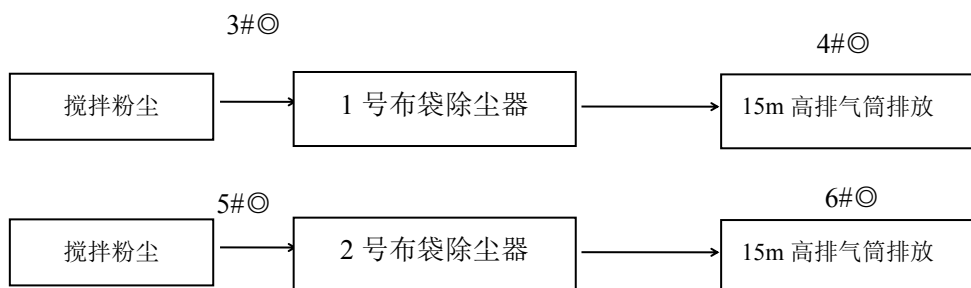 3#◎
4#◎
搅拌粉尘
1 号布袋除尘器
15m 高排气筒排放
5#◎
6#◎
搅拌粉尘
2 号布袋除尘器
15m 高排气筒排放